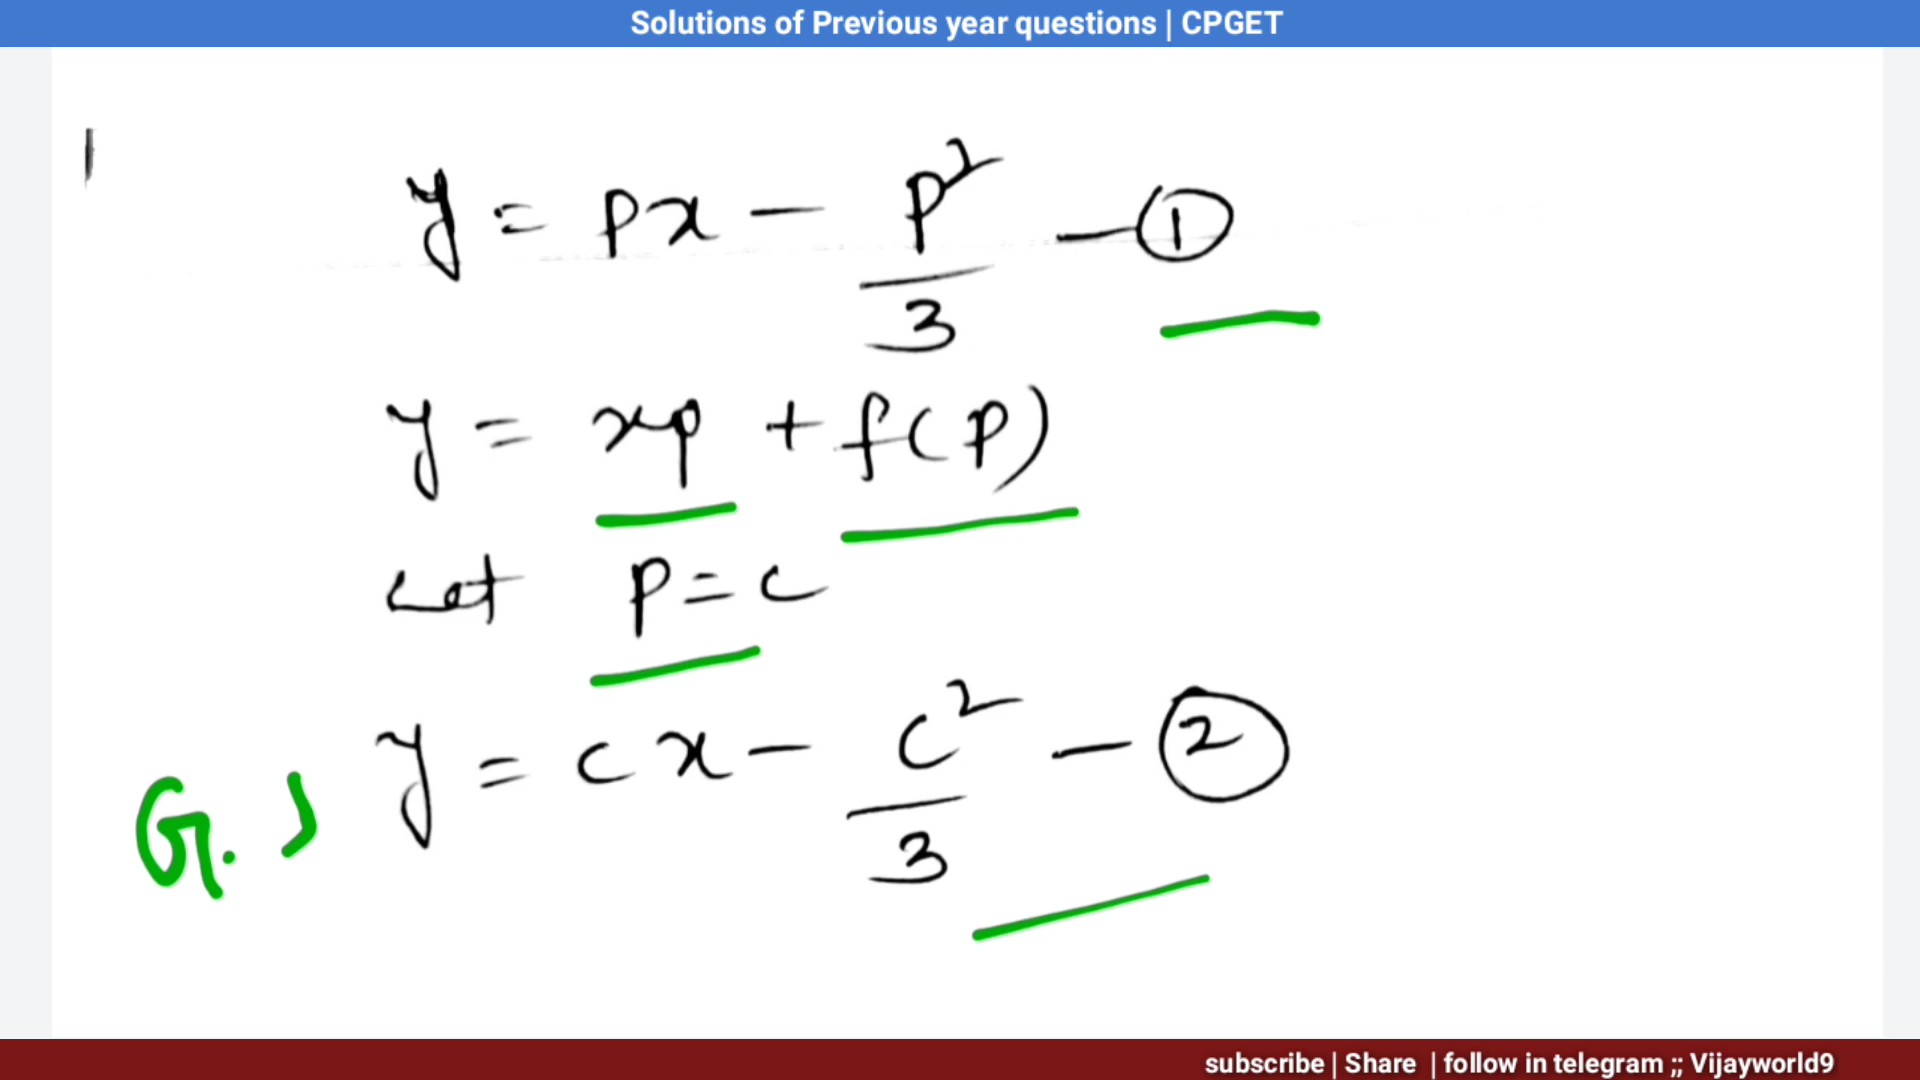 Solutions of Previous year questions | CPGET
1
y = px - p²/3 - ①
y = xp + f(p)
Let p = c
G.S y = cx - c²/3 - ②
subscribe | Share | follow in telegram ;; Vijayworld9